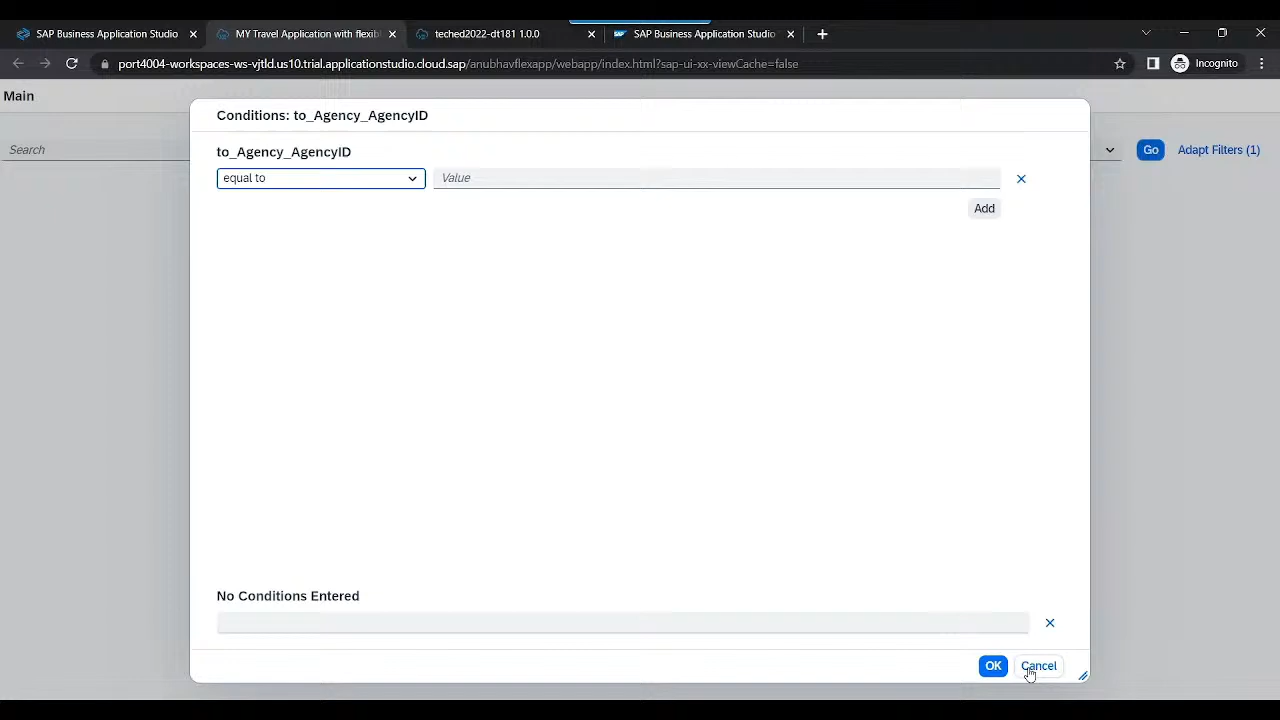 SAP Business Application Studio
MY Travel Application with flexib
teched2022-dt181 1.0.0
SAP Business Application Studio
port4004-workspaces-ws-vjtld.us10.trial.applicationstudio.cloud.sap/anubhavflexapp/webapp/index.html?sap-ui-xx-viewCache=false
Incognito
Main
Search
Go
Adapt Filters (1)
Conditions: to_Agency_AgencyID
to_Agency_AgencyID
equal to
Value
Add
No Conditions Entered
OK
Cancel